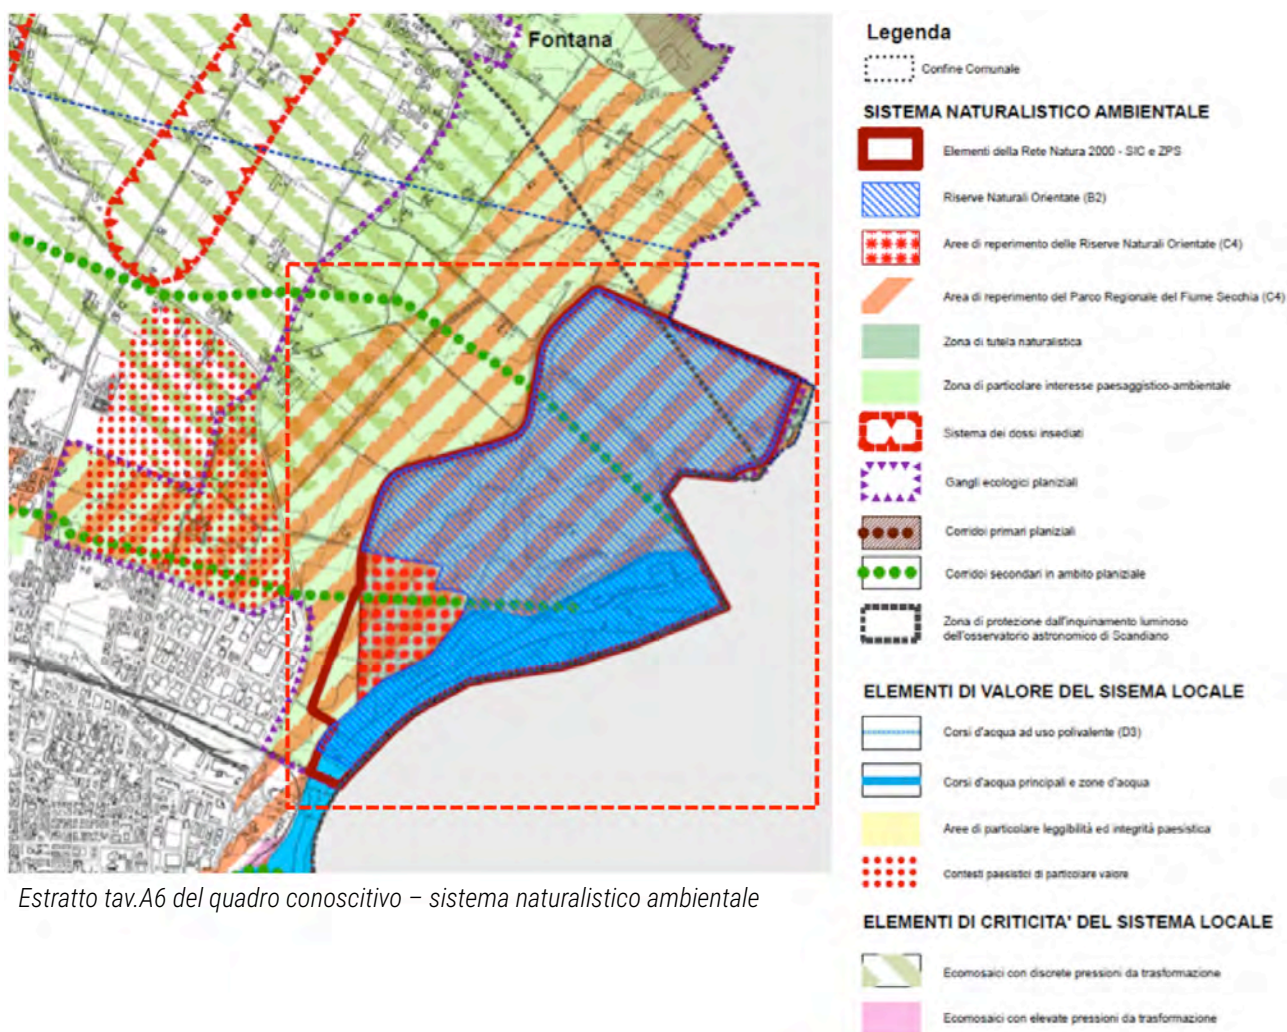 Fontana
Legenda
Confine Comunale
SISTEMA NATURALISTICO AMBIENTALE
Elementi della Rete Natura 2000 - SIC e ZPS
Riserve Naturali Orientate (B2)
Aree di reperimento delle Riserve Naturali Orientate (C4)
Area di reperimento del Parco Regionale del Fiume Secchia (C4)
Zona di tutela naturalistica
Zona di particolare interesse paesaggistico-ambientale
Sistema dei dossi insediati
Gangli ecologici planiziali
Corridoi primari planiziali
Corridoi secondari in ambito planiziale
Zona di protezione dall'inquinamento luminoso
dell'osservatorio astronomico di Scandiano
ELEMENTI DI VALORE DEL SISEMA LOCALE
Corsi d'acqua ad uso polivalente (D3)
Corsi d'acqua principali e zone d'acqua
Aree di particolare leggibilità ed integrità paesistica
Contesti paesistici di particolare valore
ELEMENTI DI CRITICITA' DEL SISTEMA LOCALE
Ecomosaici con discrete pressioni da trasformazione
Ecomosaici con elevate pressioni da trasformazione
Estratto tav.A6 del quadro conoscitivo – sistema naturalistico ambientale